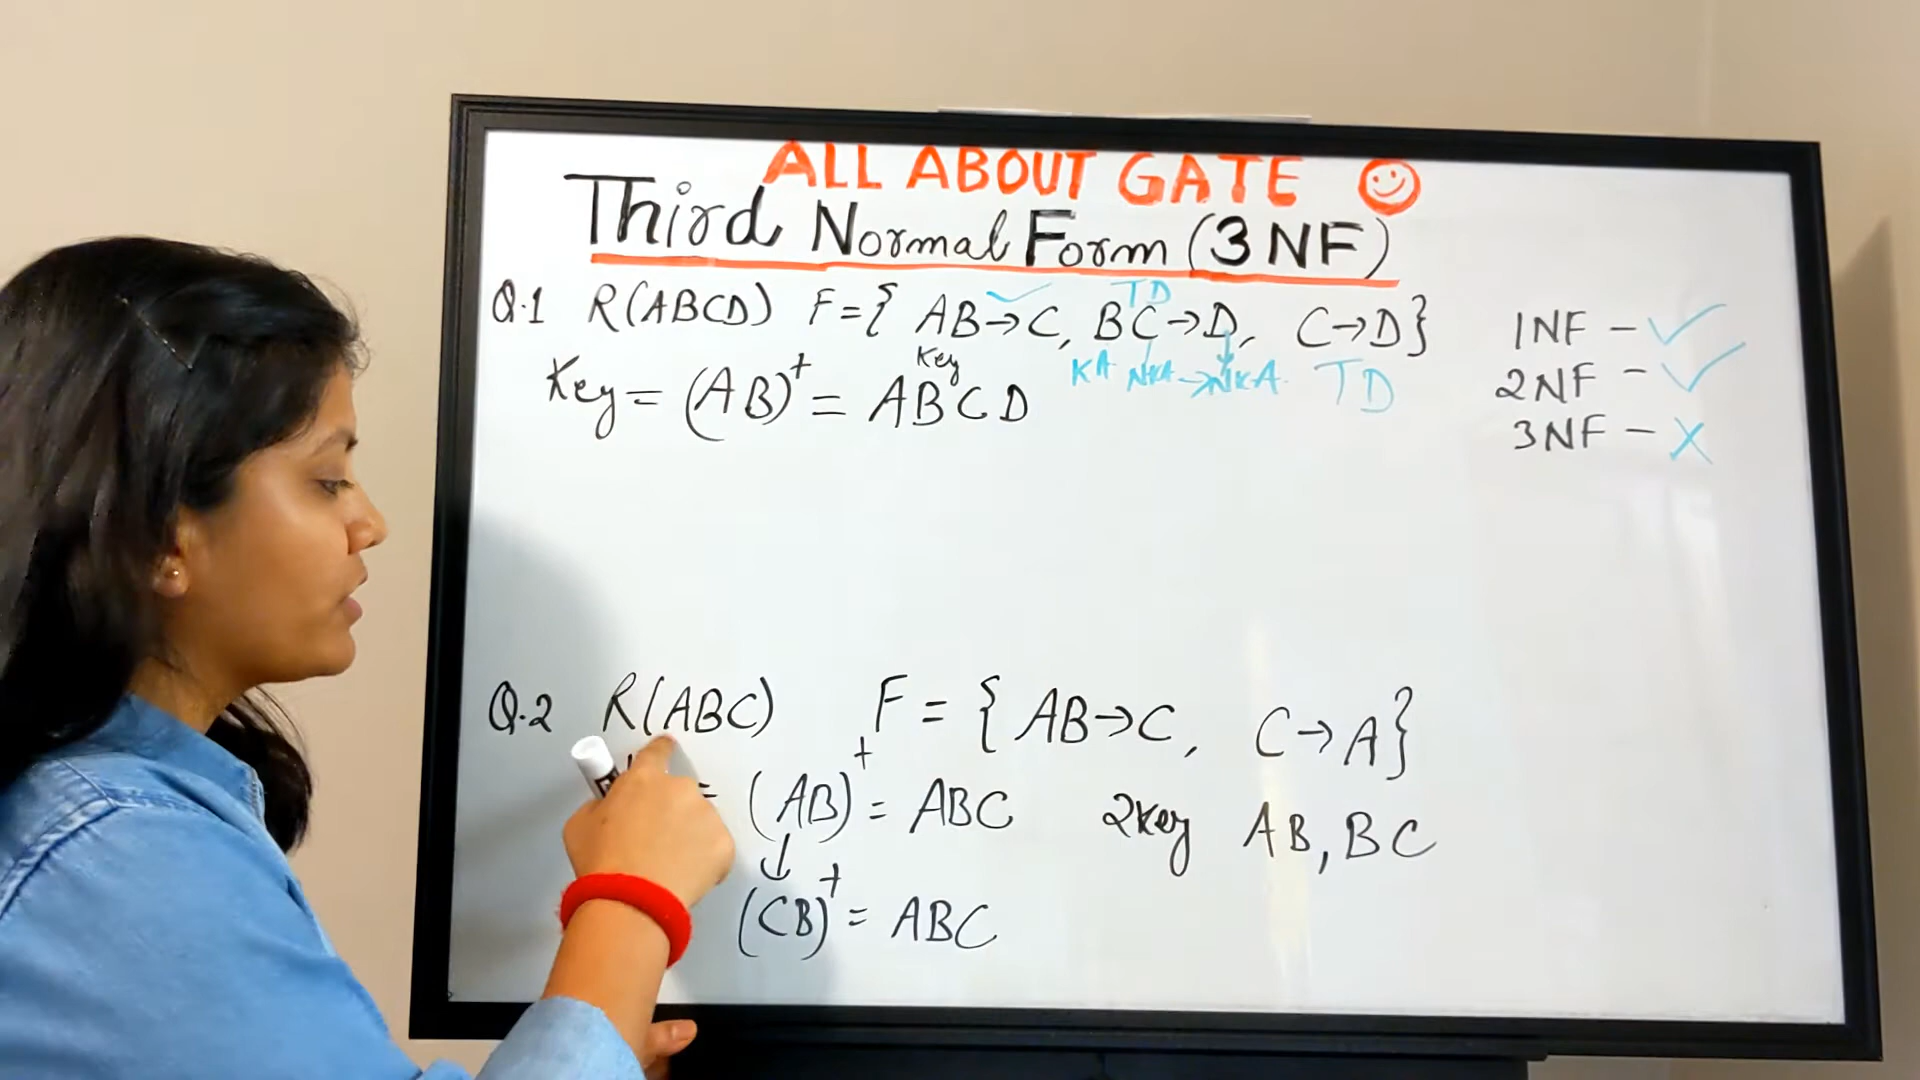 ALL ABOUT GATE
Third Normal Form (3NF)
TD
Q.1 R(ABCD) F={ AB→C, BC→D, C→D}
Key
KA NKA→NKA TD
Key = (AB)⁺ = ABCD
1NF – ✓
2NF – ✓
3NF – X
Q.2 R(ABC) F = { AB→C, C→A}
= (AB)⁺ = ABC 2key AB, BC
↓
(CB)⁺ = ABC